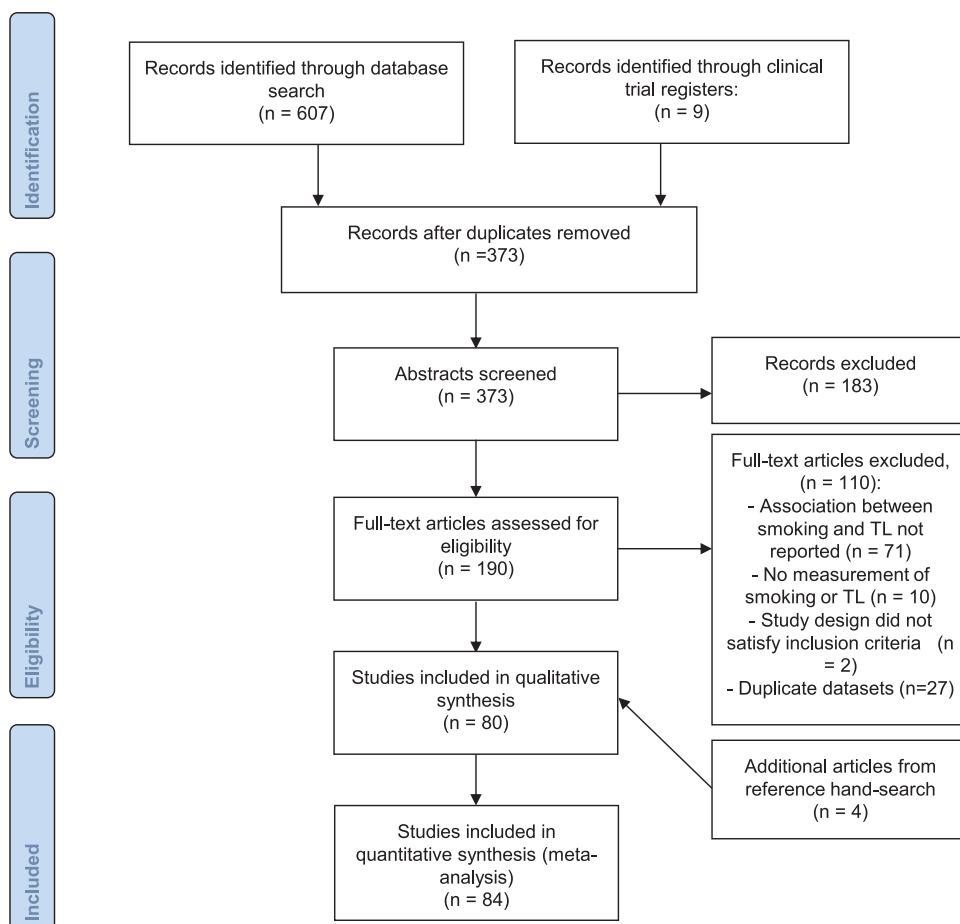 Identification
Records identified through database
search
(n = 607)
Records identified through clinical
trial registers:
(n = 9)
Records after duplicates removed
(n =373)
Screening
Abstracts screened
(n = 373)
Records excluded
(n = 183)
Eligibility
Full-text articles assessed for
eligibility
(n = 190)
Full-text articles excluded,
(n = 110):
- Association between
smoking and TL not
reported (n = 71)
- No measurement of
smoking or TL (n = 10)
- Study design did not
satisfy inclusion criteria (n
= 2)
- Duplicate datasets (n=27)
Studies included in qualitative
synthesis
(n = 80)
Additional articles from
reference hand-search
(n = 4)
Included
Studies included in
quantitative synthesis (meta-
analysis)
(n = 84)